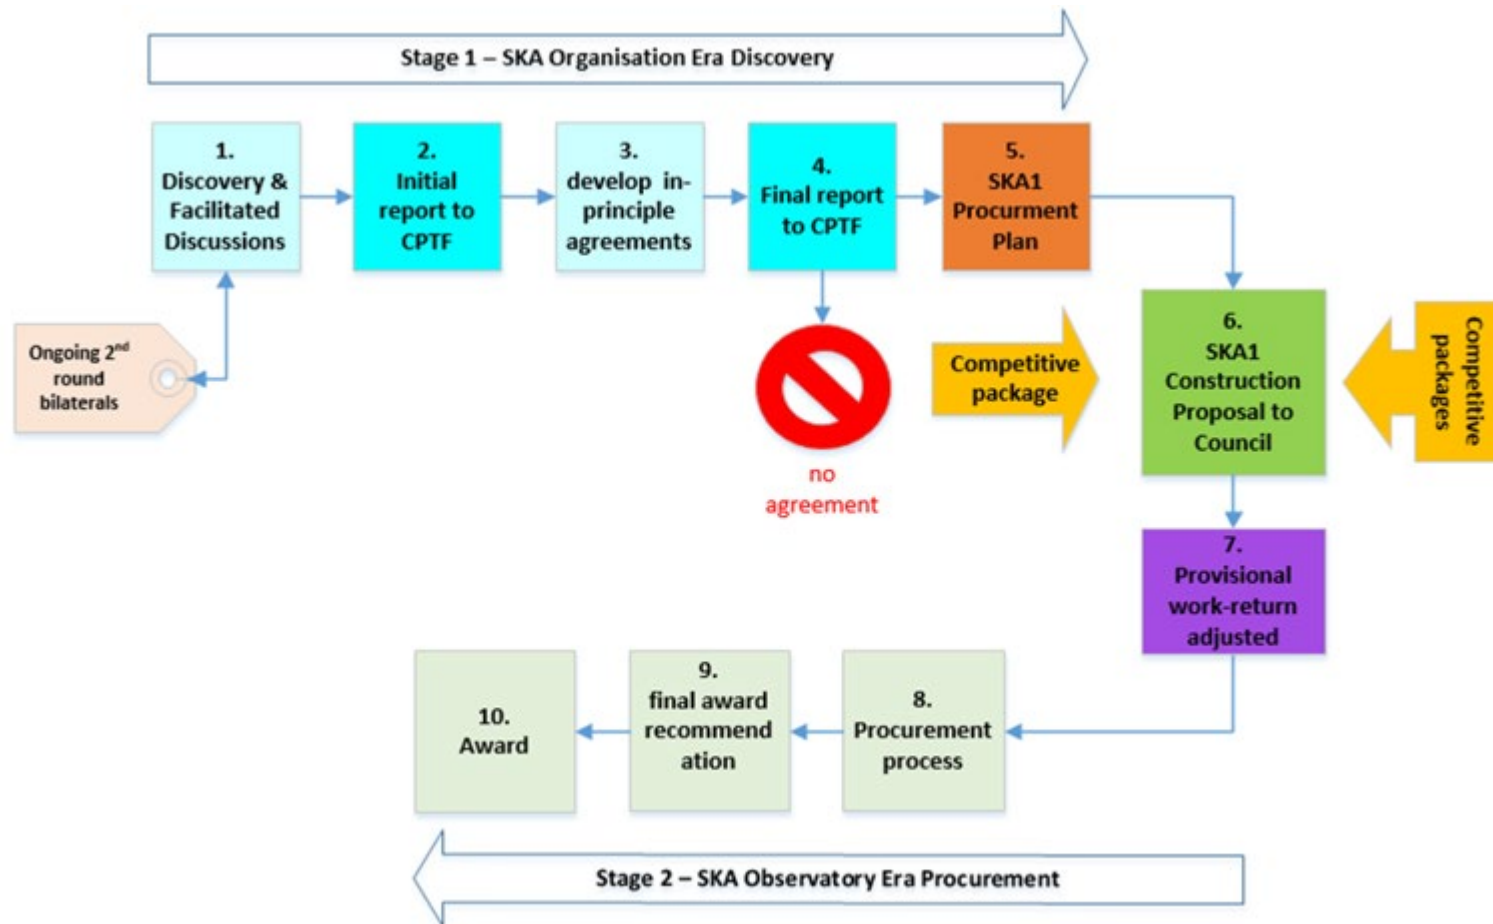 Stage 1 – SKA Organisation Era Discovery
1.
Discovery &
Facilitated
Discussions
2.
Initial
report to
CPTF
3.
develop in-
principle
agreements
4.
Final report
to CPTF
5.
SKA1
Procurment
Plan
Ongoing 2nd
round
bilaterals
no
agreement
Competitive
package
6.
SKA1
Construction
Proposal to
Council
Competitive
packages
7.
Provisional
work-return
adjusted
8.
Procurement
process
9.
final award
recommend
ation
10.
Award
Stage 2 – SKA Observatory Era Procurement